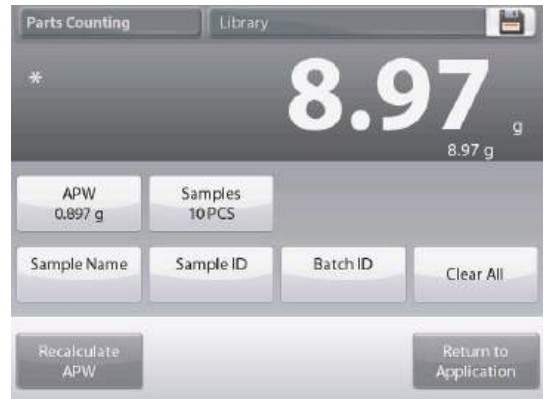 Parts Counting
Library
*
8.97 g
8.97 g
APW
0.897 g
Samples
10 PCS
Sample Name
Sample ID
Batch ID
Clear All
Recalculate
APW
Return to
Application